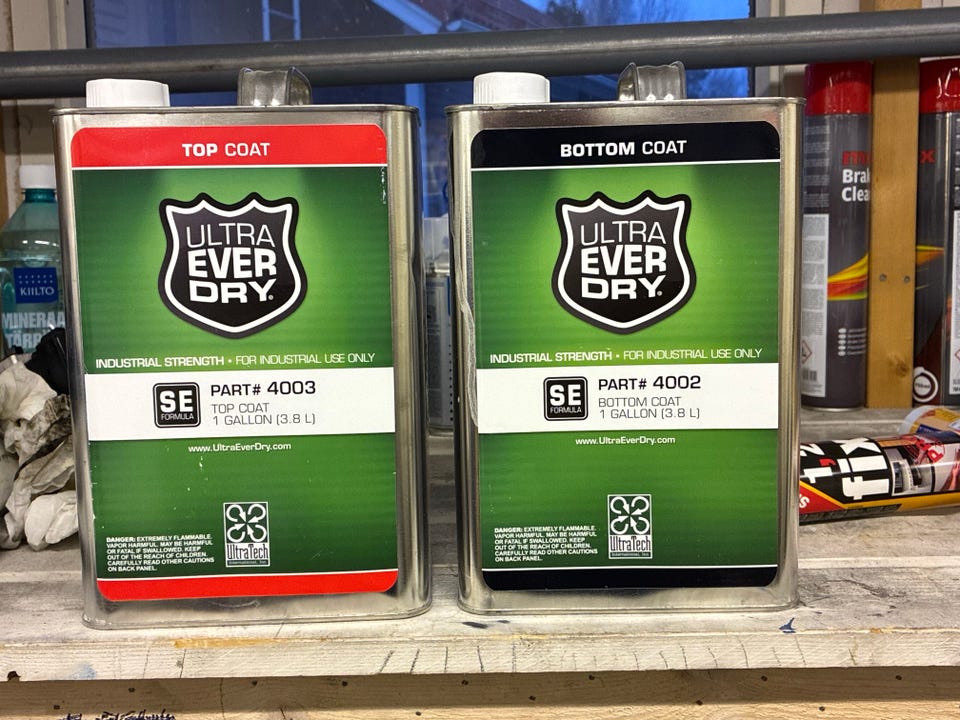 TOP COAT
ULTRA
EVER
DRY®
INDUSTRIAL STRENGTH • FOR INDUSTRIAL USE ONLY
SE
FORMULA
PART# 4003
TOP COAT
1 GALLON (3.8 L)
www.UltraEverDry.com
DANGER: EXTREMELY FLAMMABLE.
VAPOR HARMFUL. MAY BE HARMFUL
OR FATAL IF SWALLOWED. KEEP
OUT OF THE REACH OF CHILDREN.
CAREFULLY READ OTHER CAUTIONS
ON BACK PANEL.
UltraTech
International, Inc.
BOTTOM COAT
ULTRA
EVER
DRY®
INDUSTRIAL STRENGTH • FOR INDUSTRIAL USE ONLY
SE
FORMULA
PART# 4002
BOTTOM COAT
1 GALLON (3.8 L)
www.UltraEverDry.com
DANGER: EXTREMELY FLAMMABLE.
VAPOR HARMFUL. MAY BE HARMFUL
OR FATAL IF SWALLOWED. KEEP
OUT OF THE REACH OF CHILDREN.
CAREFULLY READ OTHER CAUTIONS
ON BACK PANEL.
UltraTech
International, Inc.
KIILTO
Brak
Clea
fix